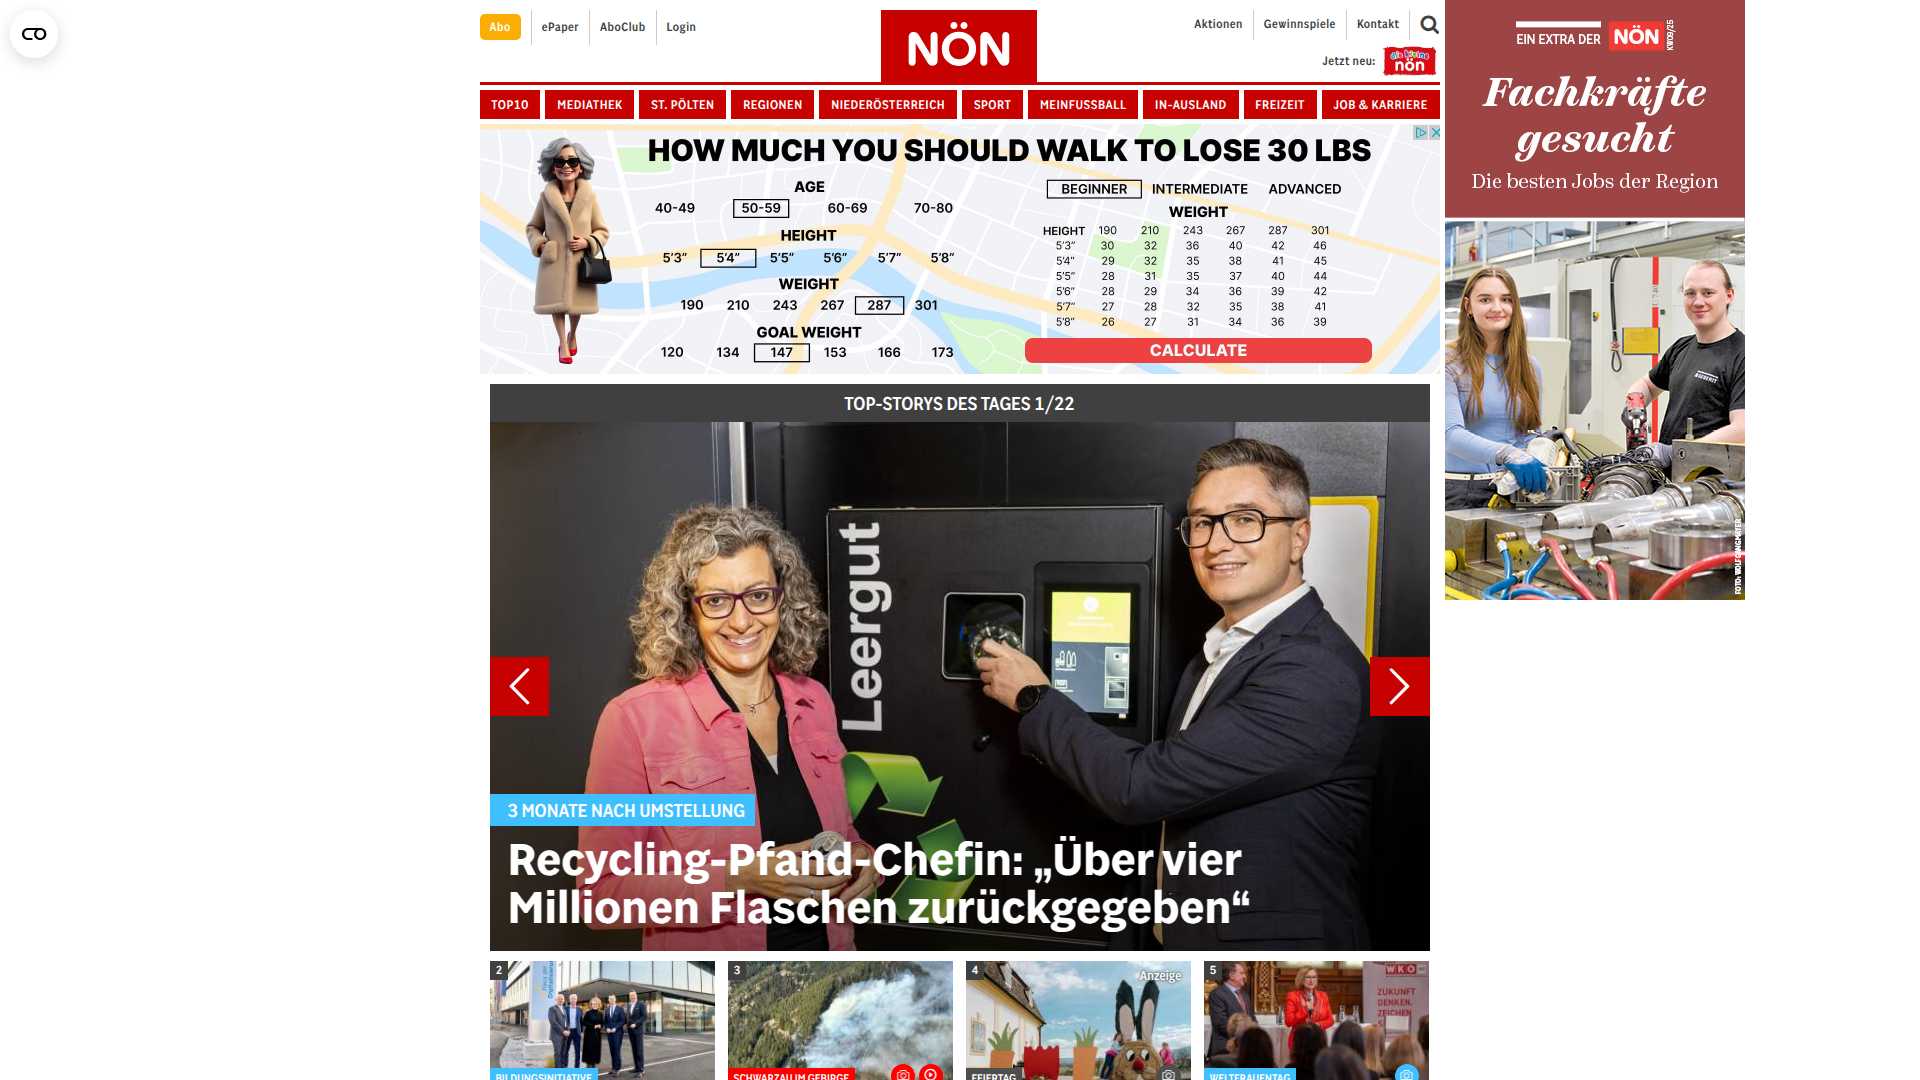 Abo
ePaper
AboClub
Login
NÖN
Aktionen
Gewinnspiele
Kontakt
Jetzt neu:
die kleine
nön
TOP10
MEDIATHEK
ST. PÖLTEN
REGIONEN
NIEDERÖSTERREICH
SPORT
MEINFUSSBALL
IN-AUSLAND
FREIZEIT
JOB & KARRIERE
HOW MUCH YOU SHOULD WALK TO LOSE 30 LBS
AGE
40-49 50-59 60-69 70-80
HEIGHT
5'3” 5'4” 5'5” 5'6” 5'7” 5'8”
WEIGHT
190 210 243 267 287 301
GOAL WEIGHT
120 134 147 153 166 173
BEGINNER INTERMEDIATE ADVANCED
WEIGHT
HEIGHT 190 210 243 267 287 301
5'3” 30 32 36 40 42 46
5'4” 29 32 35 38 41 45
5'5” 28 31 35 37 40 44
5'6” 28 29 34 36 39 42
5'7” 27 28 32 35 38 41
5'8” 26 27 31 34 36 39
CALCULATE
EIN EXTRA DER NÖN
KW09/25
Fachkräfte
gesucht
Die besten Jobs der Region
FOTO: WOLFGANG MAYER
TOP-STORYS DES TAGES 1/22
Leergut
3 MONATE NACH UMSTELLUNG
Recycling-Pfand-Chefin: „Über vier
Millionen Flaschen zurückgegeben“
2
BILDUNGSINITIATIVE
3
SCHWARZAU IM GEBIRGE
4
Anzeige
FEIERTAG
5
WKO
ZUKUNFT
DENKEN.
ZEICHEN
WELTFRAUENTAG